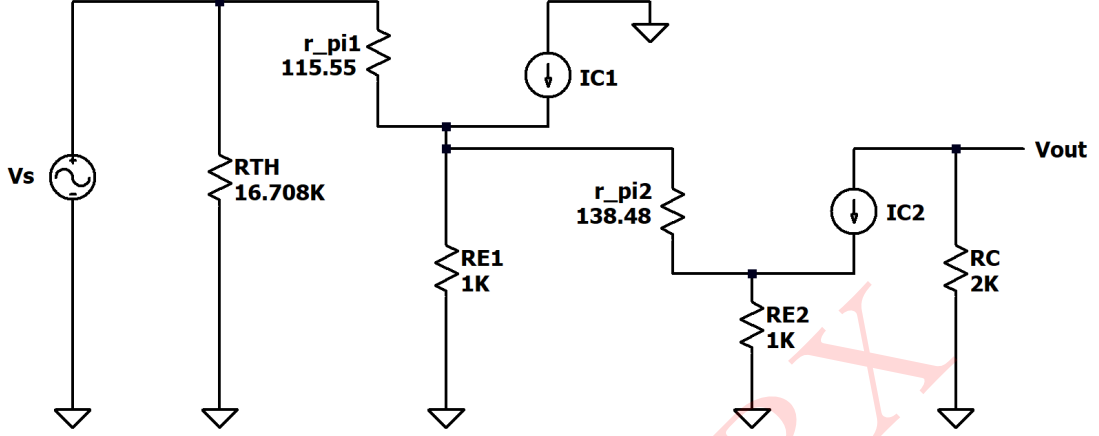 r_pi1
115.55
IC1
Vs
RTH
16.708K
Vout
r_pi2
138.48
IC2
RE1
1K
RC
2K
RE2
1K